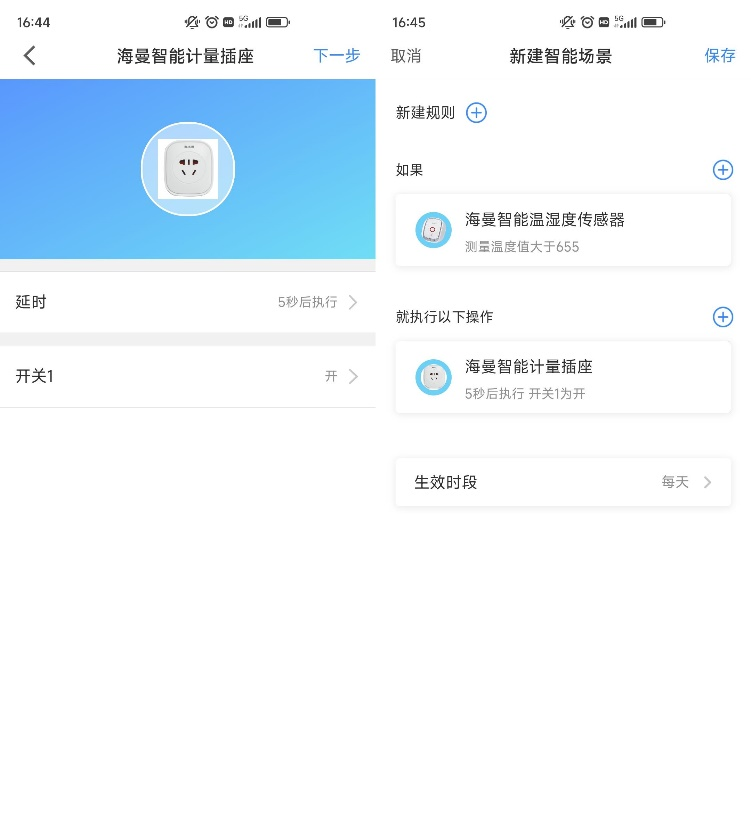 16:44
HD 5G
海曼智能计量插座
下一步
延时
5秒后执行
开关1
开
16:45
HD 5G
取消
新建智能场景
保存
新建规则
如果
海曼智能温湿度传感器
测量温度值大于655
就执行以下操作
海曼智能计量插座
5秒后执行 开关1为开
生效时段
每天